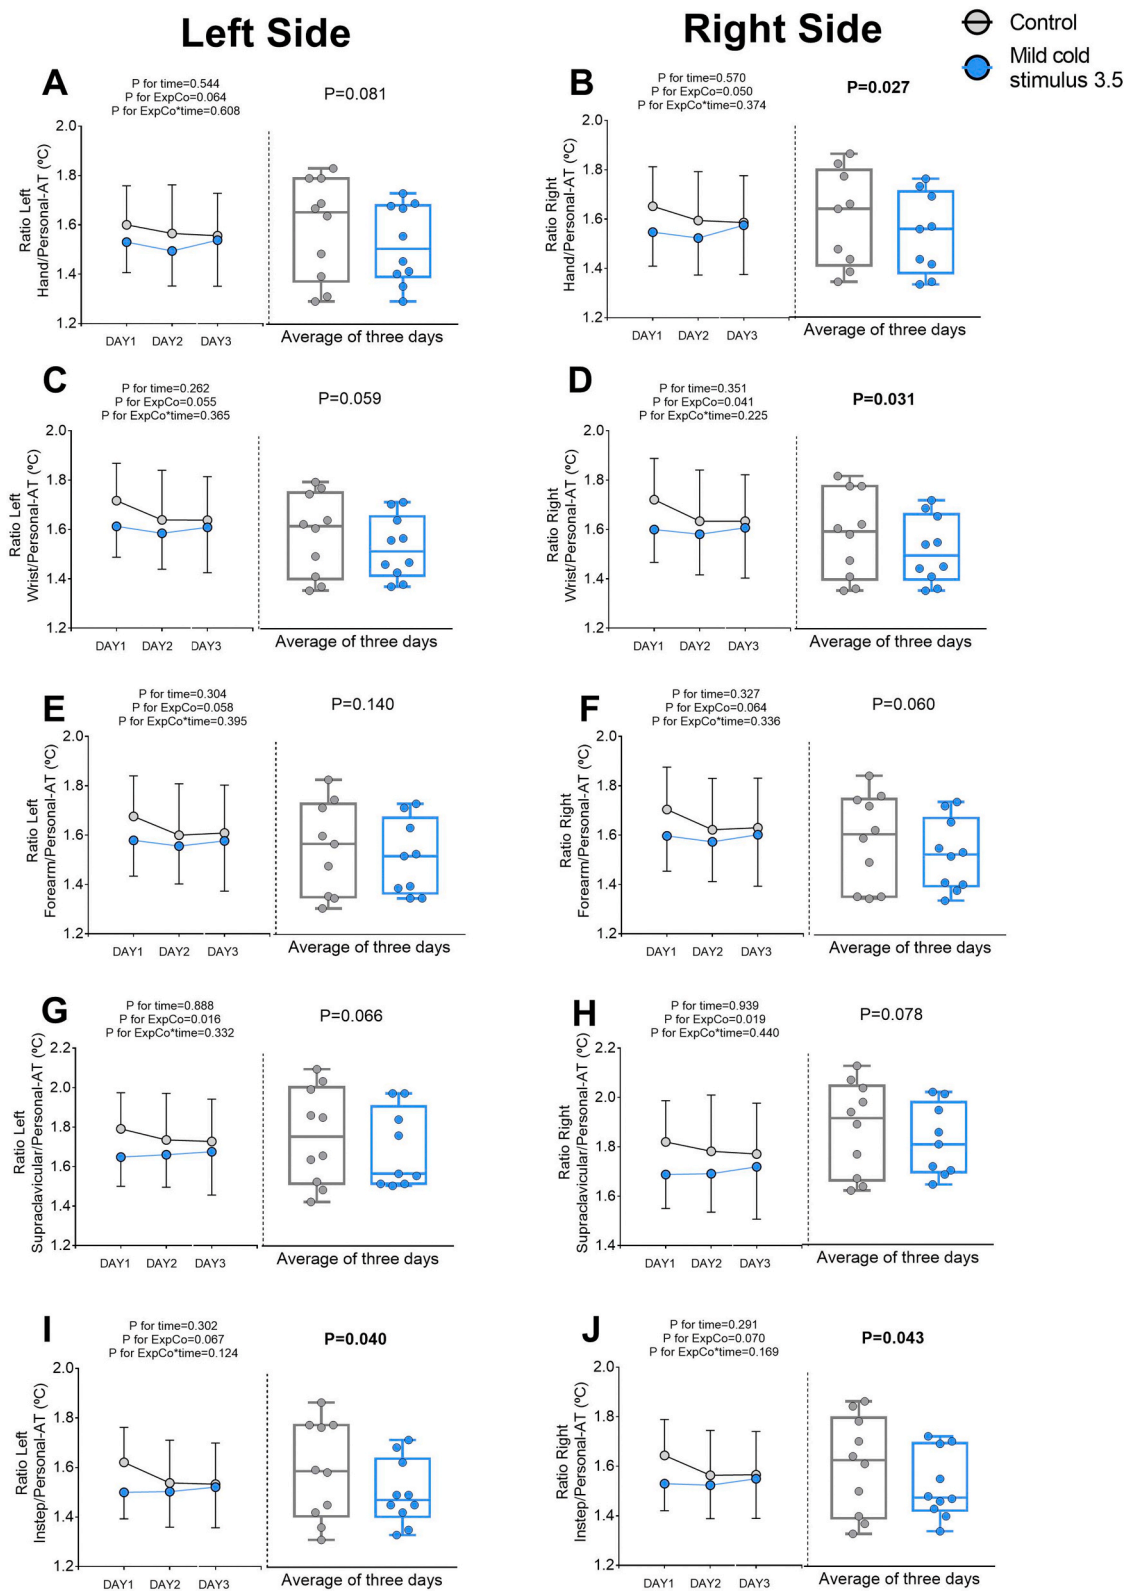 Left Side
Right Side
Control
Mild cold
stimulus 3.5
A
P for time=0.544
P for ExpCo=0.064
P for ExpCo*time=0.608
P=0.081
Ratio Left
Hand/Personal-AT (ºC)
2.0
1.8
1.6
1.4
1.2
DAY1 DAY2 DAY3
Average of three days
B
P for time=0.570
P for ExpCo=0.050
P for ExpCo*time=0.374
P=0.027
Ratio Right
Hand/Personal-AT (ºC)
2.0
1.8
1.6
1.4
1.2
DAY1 DAY2 DAY3
Average of three days
C
P for time=0.262
P for ExpCo=0.055
P for ExpCo*time=0.365
P=0.059
Ratio Left
Wrist/Personal-AT (ºC)
2.0
1.8
1.6
1.4
1.2
DAY1 DAY2 DAY3
Average of three days
D
P for time=0.351
P for ExpCo=0.041
P for ExpCo*time=0.225
P=0.031
Ratio Right
Wrist/Personal-AT (ºC)
2.0
1.8
1.6
1.4
1.2
DAY1 DAY2 DAY3
Average of three days
E
P for time=0.304
P for ExpCo=0.058
P for ExpCo*time=0.395
P=0.140
Ratio Left
Forearm/Personal-AT (ºC)
2.0
1.8
1.6
1.4
1.2
DAY1 DAY2 DAY3
Average of three days
F
P for time=0.327
P for ExpCo=0.064
P for ExpCo*time=0.336
P=0.060
Ratio Right
Forearm/Personal-AT (ºC)
2.0
1.8
1.6
1.4
1.2
DAY1 DAY2 DAY3
Average of three days
G
P for time=0.888
P for ExpCo=0.016
P for ExpCo*time=0.332
P=0.066
Ratio Left
Supraclavicular/Personal-AT (ºC)
2.2
2.0
1.8
1.6
1.4
1.2
DAY1 DAY2 DAY3
Average of three days
H
P for time=0.939
P for ExpCo=0.019
P for ExpCo*time=0.440
P=0.078
Ratio Right
Supraclavicular/Personal-AT (ºC)
2.2
2.0
1.8
1.6
1.4
DAY1 DAY2 DAY3
Average of three days
I
P for time=0.302
P for ExpCo=0.067
P for ExpCo*time=0.124
P=0.040
Ratio Left
Instep/Personal-AT (ºC)
2.0
1.8
1.6
1.4
1.2
DAY1 DAY2 DAY3
Average of three days
J
P for time=0.291
P for ExpCo=0.070
P for ExpCo*time=0.169
P=0.043
Ratio Right
Instep/Personal-AT (ºC)
2.0
1.8
1.6
1.4
1.2
DAY1 DAY2 DAY3
Average of three days